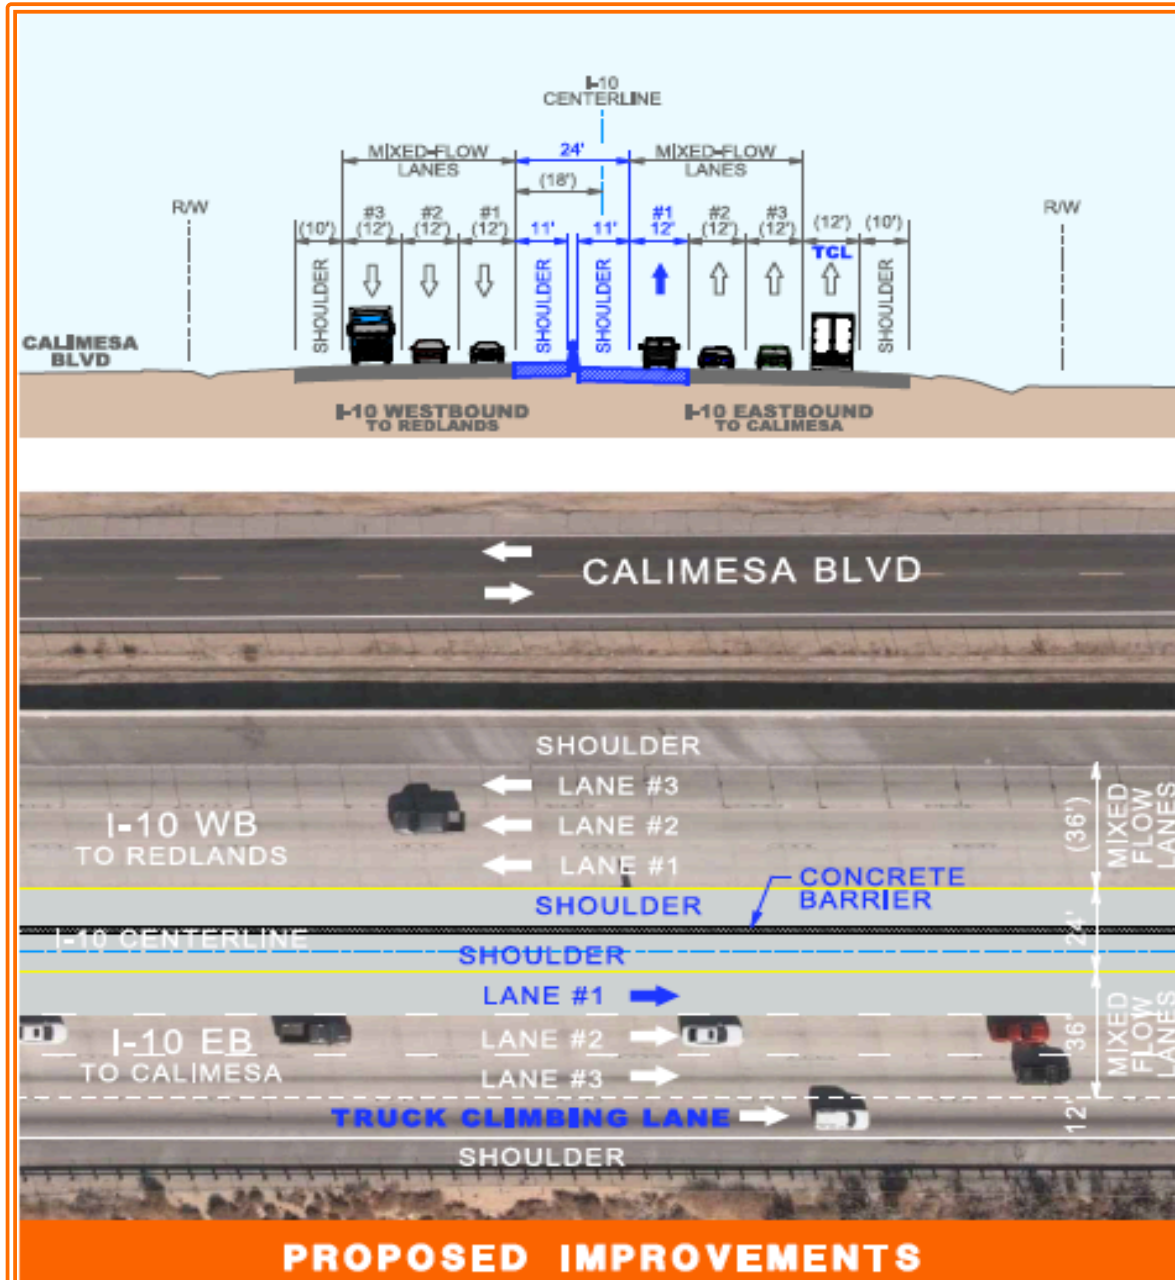 I-10
CENTERLINE
MIXED-FLOW
LANES
24'
MIXED-FLOW
LANES
(18')
R/W
R/W
(10')
#3
(12')
#2
(12')
#1
(12')
11'
11'
#1
12'
#2
(12')
#3
(12')
(12')
TCL
(10')
SHOULDER
SHOULDER
SHOULDER
SHOULDER
CALIMESA
BLVD
I-10 WESTBOUND
TO REDLANDS
I-10 EASTBOUND
TO CALIMESA
CALIMESA BLVD
SHOULDER
LANE #3
I-10 WB
TO REDLANDS
LANE #2
LANE #1
(36')
MIXED
FLOW
LANES
SHOULDER
CONCRETE
BARRIER
24'
I-10 CENTERLINE
SHOULDER
LANE #1
I-10 EB
TO CALIMESA
LANE #2
LANE #3
36'
MIXED
FLOW
LANES
TRUCK CLIMBING LANE
12'
SHOULDER
PROPOSED IMPROVEMENTS